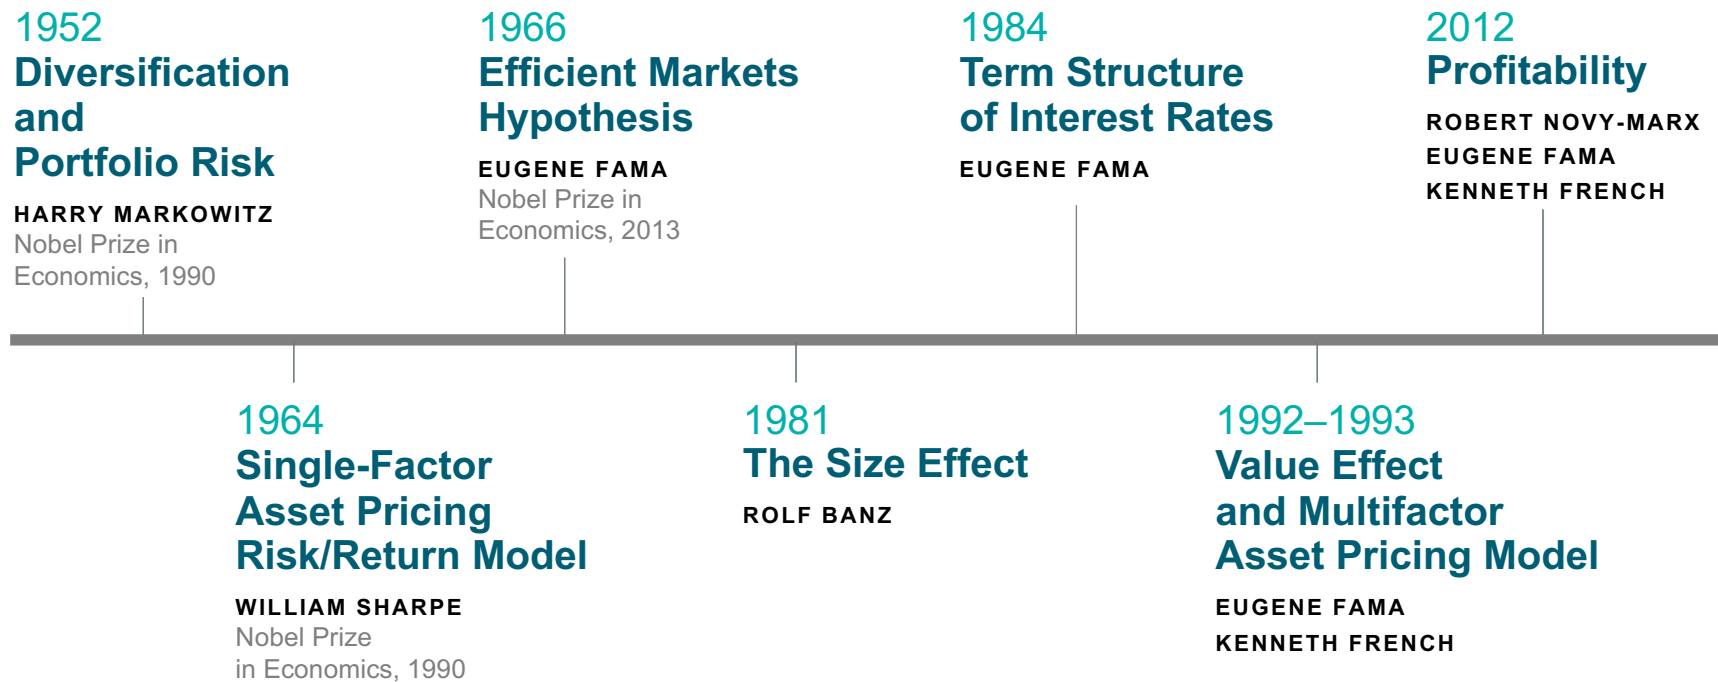 1952
Diversification
and
Portfolio Risk
HARRY MARKOWITZ
Nobel Prize in
Economics, 1990
1964
Single-Factor
Asset Pricing
Risk/Return Model
WILLIAM SHARPE
Nobel Prize
in Economics, 1990
1966
Efficient Markets
Hypothesis
EUGENE FAMA
Nobel Prize in
Economics, 2013
1981
The Size Effect
ROLF BANZ
1984
Term Structure
of Interest Rates
EUGENE FAMA
1992–1993
Value Effect
and Multifactor
Asset Pricing Model
EUGENE FAMA
KENNETH FRENCH
2012
Profitability
ROBERT NOVY-MARX
EUGENE FAMA
KENNETH FRENCH